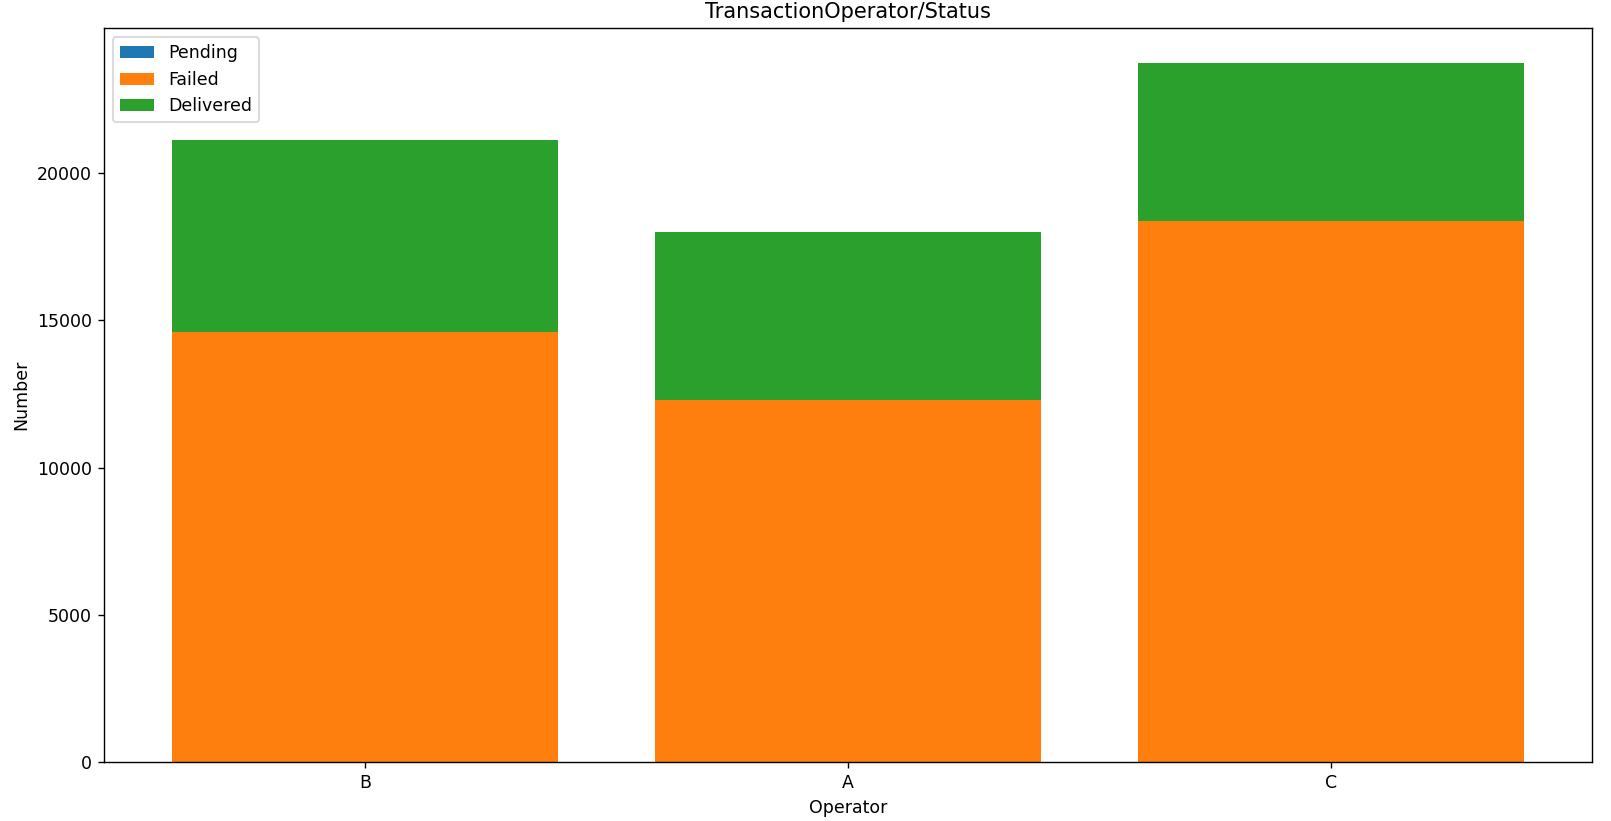 TransactionOperator/Status
Pending
Failed
Delivered
20000
15000
10000
5000
0
Number
B
A
C
Operator